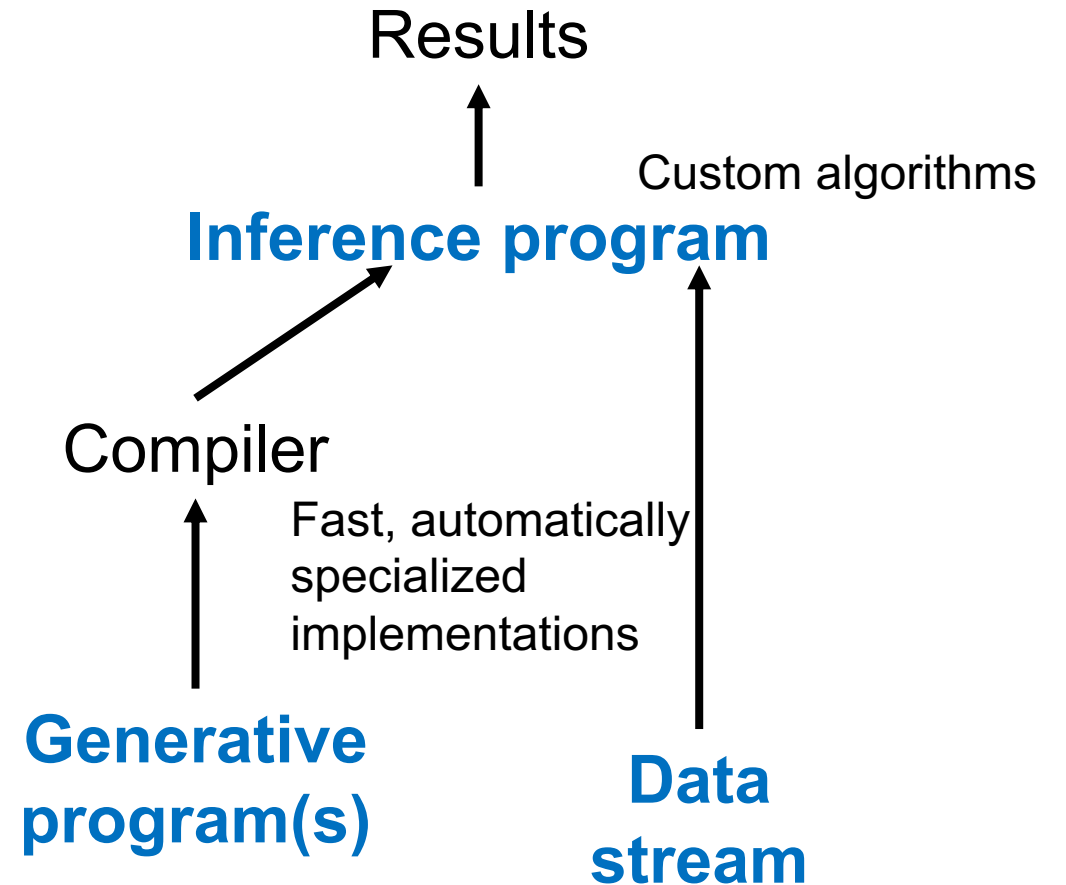 Results
Custom algorithms
Inference program
Compiler
Fast, automatically
specialized
implementations
Generative
program(s)
Data
stream